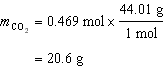 m_CO₂ = 0.469 mol × 44.01 g / 1 mol
= 20.6 g